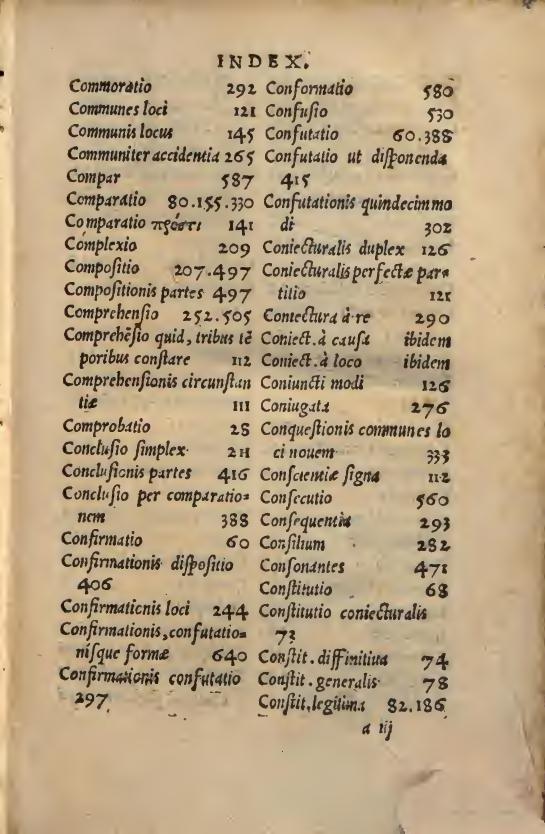 INDEX.
Commoratio 292
Communes loci 121
Communis locus 145
Communiter accidentia 265
Compar 587
Comparatio 80.155.330
Comparatio 141
Complexio 209
Compoſitio 207.497
Compoſitionis partes 497
Comprehenſio 252.505
Comprehēſio quid, tribus tē
poribus conſtare 112
Comprehenſionis circunſtan
tiæ 111
Comprobatio 28
Concluſio ſimplex 211
Concluſionis partes 416
Concluſio per comparatio=
nem 388
Confirmatio 60
Confirmationis diſpoſitio
406
Confirmationis loci 244
Confirmationis, confutatio=
niſque formæ 640
Confirmationis confutatio
297
Conformatio 580
Confuſio 530
Confutatio 60.388
Confutatio ut diſponenda
415
Confutationis quindecim mo
di 302
Coniecturalis duplex 126
Coniecturalis perfectæ par=
titio 121
Coniectura à re 290
Coniect. à cauſa ibidem
Coniect. à loco ibidem
Coniuncti modi 126
Coniugata 276
Conqueſtionis communes lo
ci nouem 333
Conſcientiæ ſigna 112
Conſecutio 560
Conſequentia 293
Conſilium 282
Conſonantes 471
Conſtitutio 68
Conſtitutio coniecturalis
73
Conſtit. diffinitiua 74
Conſtit. generalis 78
Conſtit. legitima 82.186
a iij